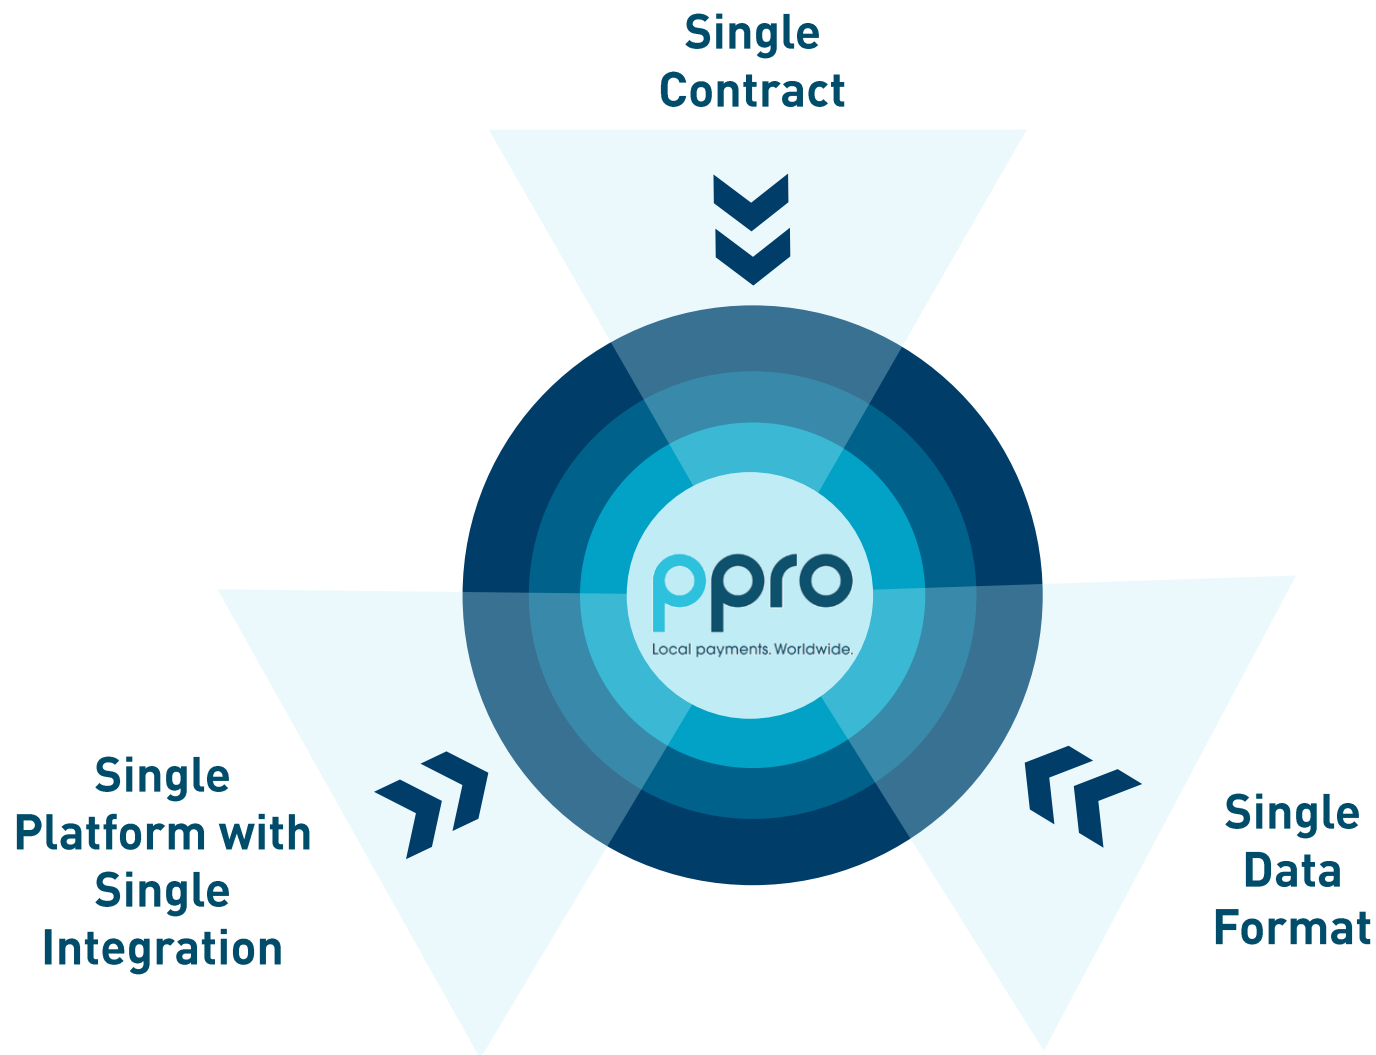 Single
Contract
ppro
Local payments. Worldwide.
Single
Platform with
Single
Integration
Single
Data
Format